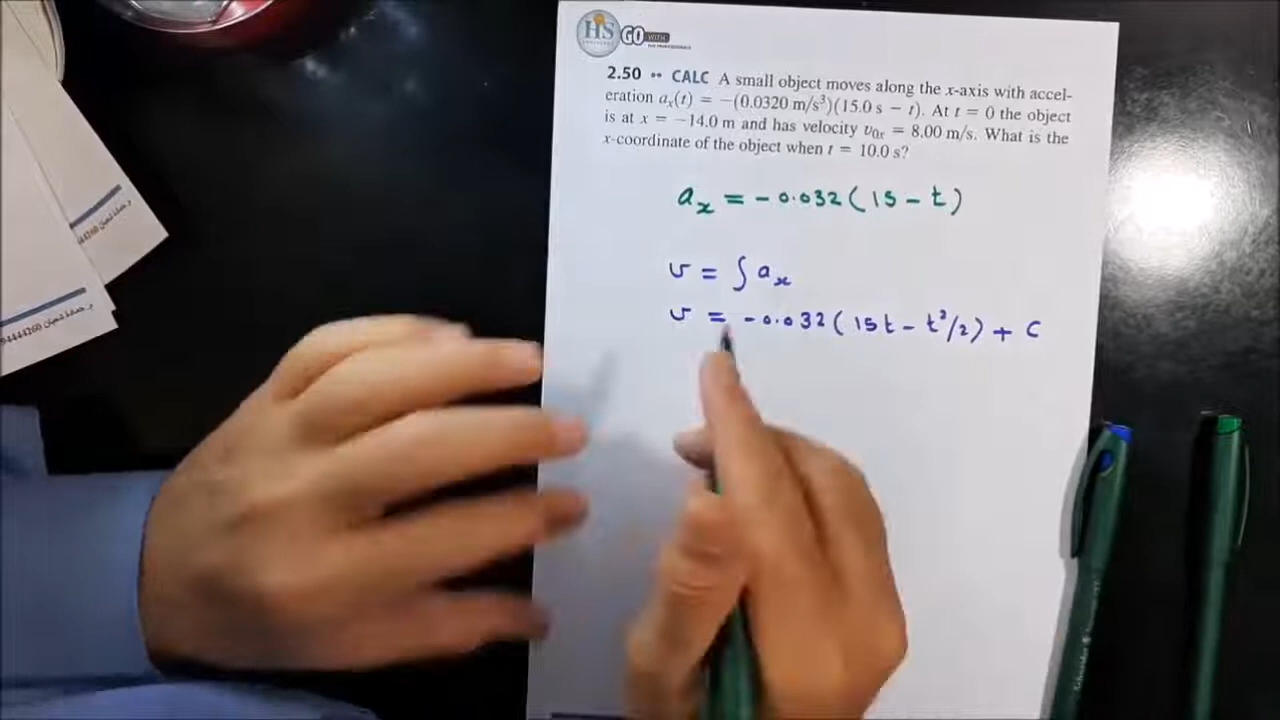 HS
GO WITH
2.50 •• CALC A small object moves along the x-axis with accel-
eration aₓ(t) = −(0.0320 m/s³)(15.0 s − t). At t = 0 the object
is at x = −14.0 m and has velocity v₀ₓ = 8.00 m/s. What is the
x-coordinate of the object when t = 10.0 s?
aₓ = -0.032(15 - t)
v = ∫ aₓ
v = -0.032(15t - t²/2) + C